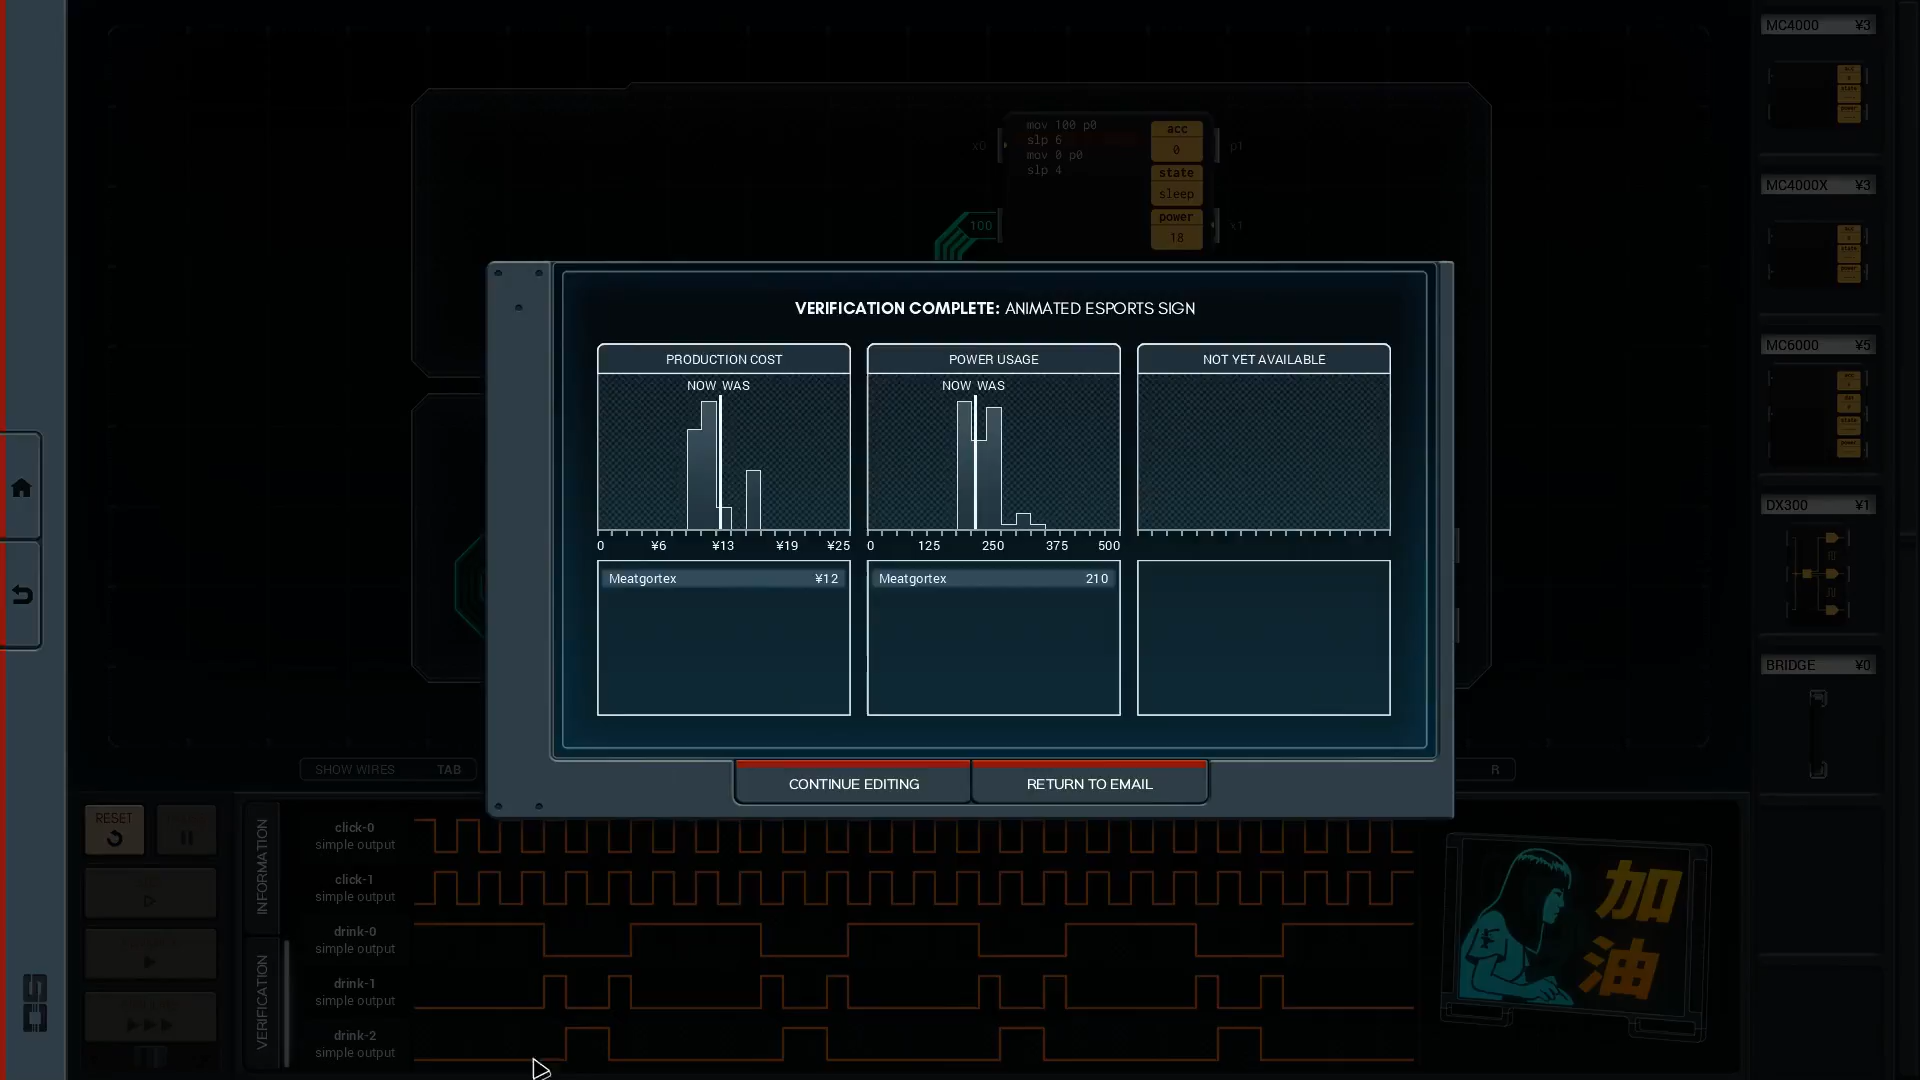 MC4000 ¥3
mov 100 p0
slp 6
mov 0 p0
slp 4
acc
0
state
sleep
power
18
x0
p1
100
x1
MC4000X ¥3
MC6000 ¥5
DX300 ¥1
BRIDGE ¥0
VERIFICATION COMPLETE: ANIMATED ESPORTS SIGN
PRODUCTION COST
NOW WAS
0 ¥6 ¥13 ¥19 ¥25
Meatgortex ¥12
POWER USAGE
NOW WAS
0 125 250 375 500
Meatgortex 210
NOT YET AVAILABLE
CONTINUE EDITING
RETURN TO EMAIL
SHOW WIRES TAB
R
RESET
INFORMATION
VERIFICATION
click-0
simple output
click-1
simple output
drink-0
simple output
drink-1
simple output
drink-2
simple output
加
油